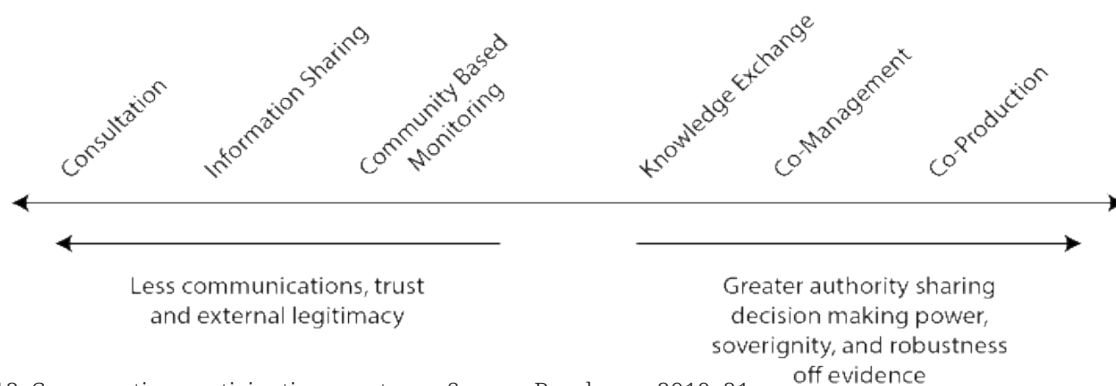 Consultation
Information Sharing
Community Based
Monitoring
Knowledge Exchange
Co-Management
Co-Production
Less communications, trust
and external legitimacy
Greater authority sharing
decision making power,
soverignity, and robustness
off evidence